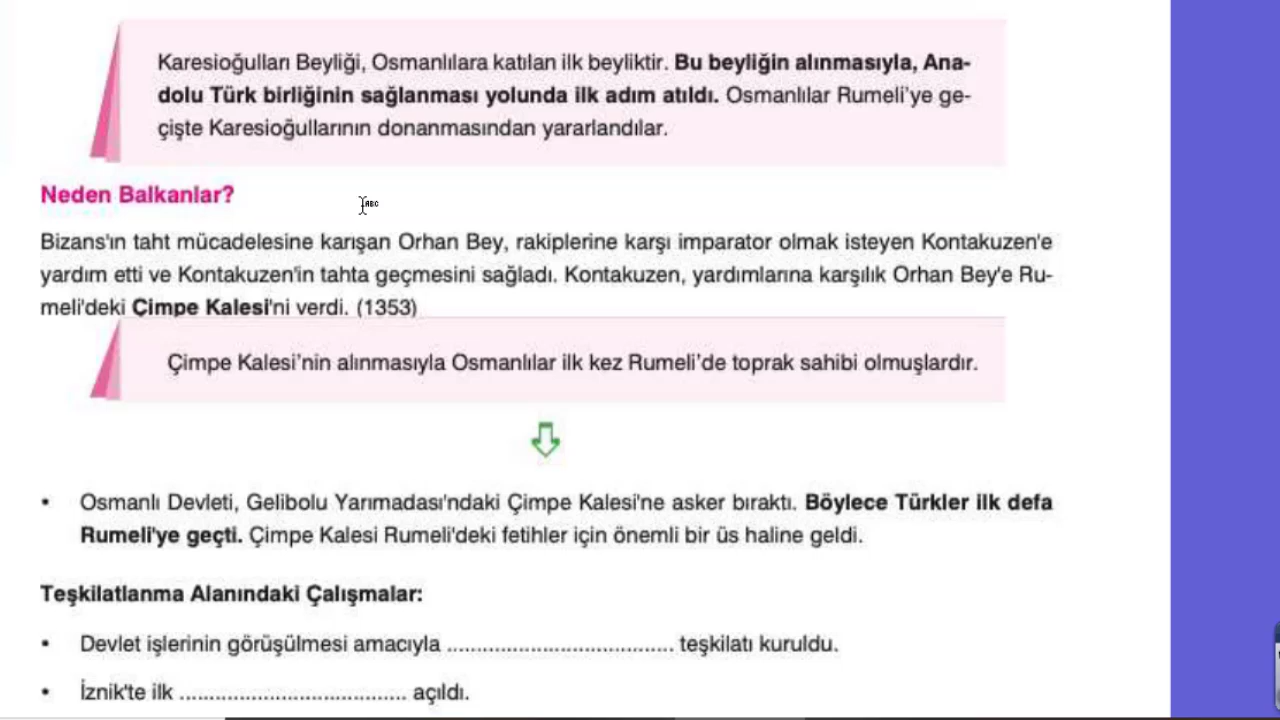 Karesioğulları Beyliği, Osmanlılara katılan ilk beyliktir. Bu beyliğin alınmasıyla, Ana-
dolu Türk birliğinin sağlanması yolunda ilk adım atıldı. Osmanlılar Rumeli'ye ge-
çişte Karesioğullarının donanmasından yararlandılar.
Neden Balkanlar?
ABC
Bizans'ın taht mücadelesine karışan Orhan Bey, rakiplerine karşı imparator olmak isteyen Kontakuzen'e
yardım etti ve Kontakuzen'in tahta geçmesini sağladı. Kontakuzen, yardımlarına karşılık Orhan Bey'e Ru-
meli'deki Çimpe Kalesi'ni verdi. (1353)
Çimpe Kalesi'nin alınmasıyla Osmanlılar ilk kez Rumeli'de toprak sahibi olmuşlardır.
• Osmanlı Devleti, Gelibolu Yarımadası'ndaki Çimpe Kalesi'ne asker bıraktı. Böylece Türkler ilk defa
Rumeli'ye geçti. Çimpe Kalesi Rumeli'deki fetihler için önemli bir üs haline geldi.
Teşkilatlanma Alanındaki Çalışmalar:
• Devlet işlerinin görüşülmesi amacıyla ...................................... teşkilatı kuruldu.
• İznik'te ilk ...................................... açıldı.